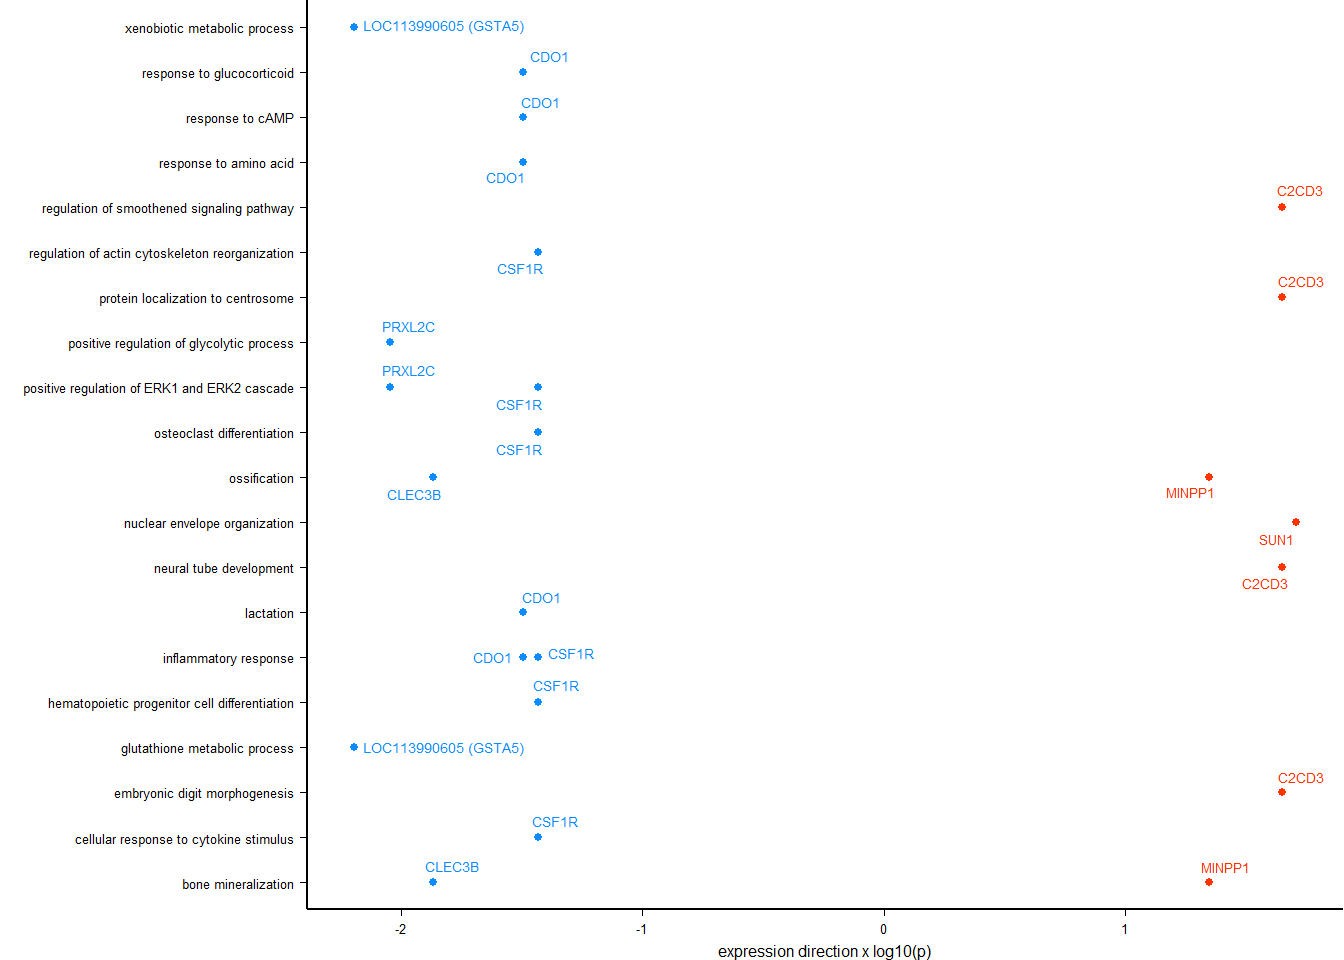 xenobiotic metabolic process
LOC113990605 (GSTA5)
CDO1
response to glucocorticoid
CDO1
response to cAMP
response to amino acid
CDO1
C2CD3
regulation of smoothened signaling pathway
regulation of actin cytoskeleton reorganization
CSF1R
C2CD3
protein localization to centrosome
PRXL2C
positive regulation of glycolytic process
PRXL2C
positive regulation of ERK1 and ERK2 cascade
CSF1R
osteoclast differentiation
CSF1R
ossification
CLEC3B
MINPP1
nuclear envelope organization
SUN1
neural tube development
C2CD3
CDO1
lactation
inflammatory response
CDO1
CSF1R
CSF1R
hematopoietic progenitor cell differentiation
glutathione metabolic process
LOC113990605 (GSTA5)
C2CD3
embryonic digit morphogenesis
CSF1R
cellular response to cytokine stimulus
CLEC3B
MINPP1
bone mineralization
-2
-1
0
1
expression direction x log10(p)